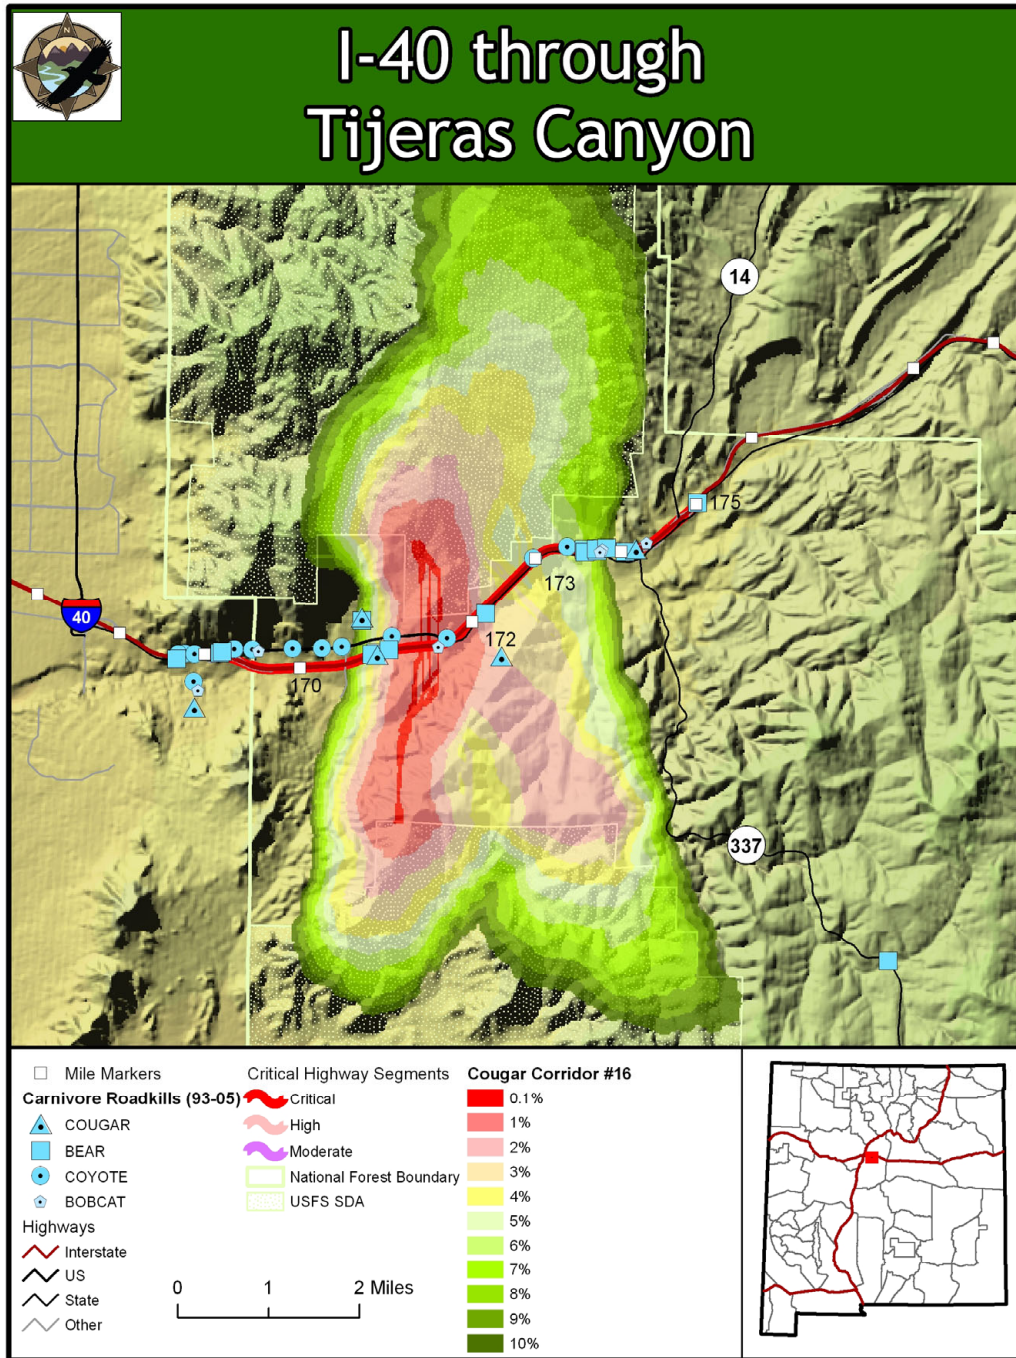 N
I-40 through
Tijeras Canyon
14
175
173
40
172
170
337
Mile Markers
Carnivore Roadkills (93-05)
COUGAR
BEAR
COYOTE
BOBCAT
Highways
Interstate
US
State
Other
Critical Highway Segments
Critical
High
Moderate
National Forest Boundary
USFS SDA
0 1 2 Miles
Cougar Corridor #16
0.1%
1%
2%
3%
4%
5%
6%
7%
8%
9%
10%